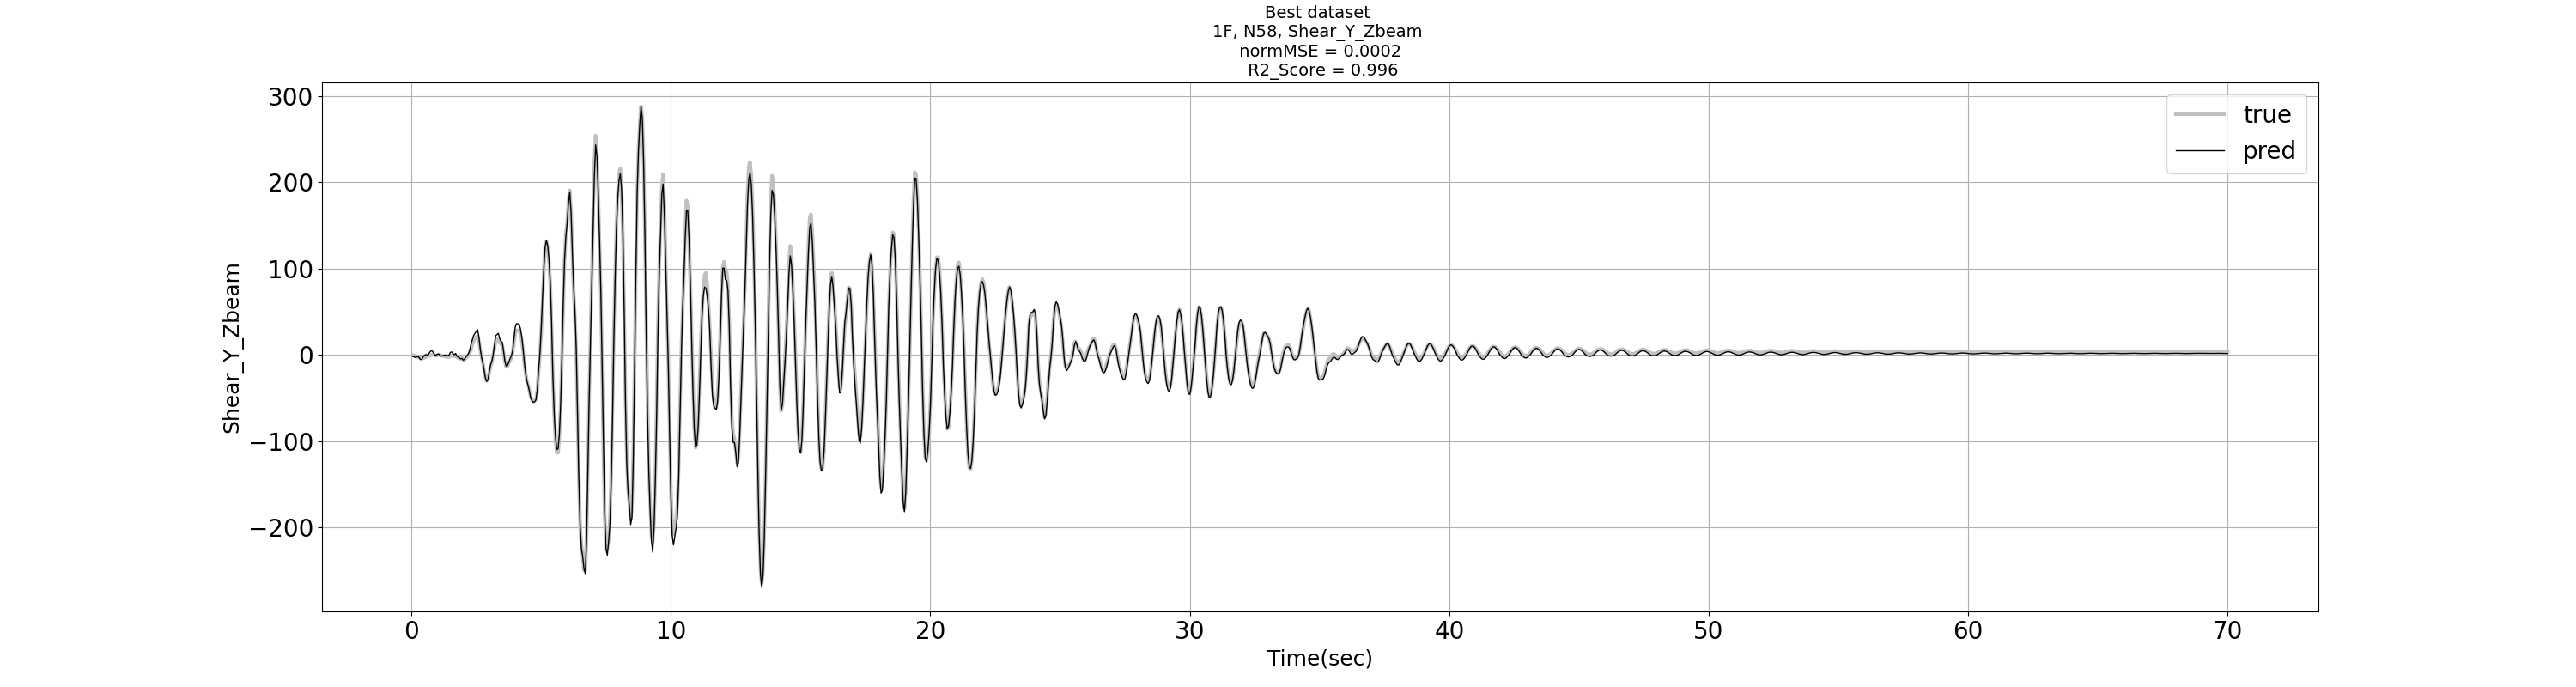 Best dataset
1F, N58, Shear_Y_Zbeam
normMSE = 0.0002
R2_Score = 0.996
300
200
100
0
−100
−200
Shear_Y_Zbeam
true
pred
0 10 20 30 40 50 60 70
Time(sec)